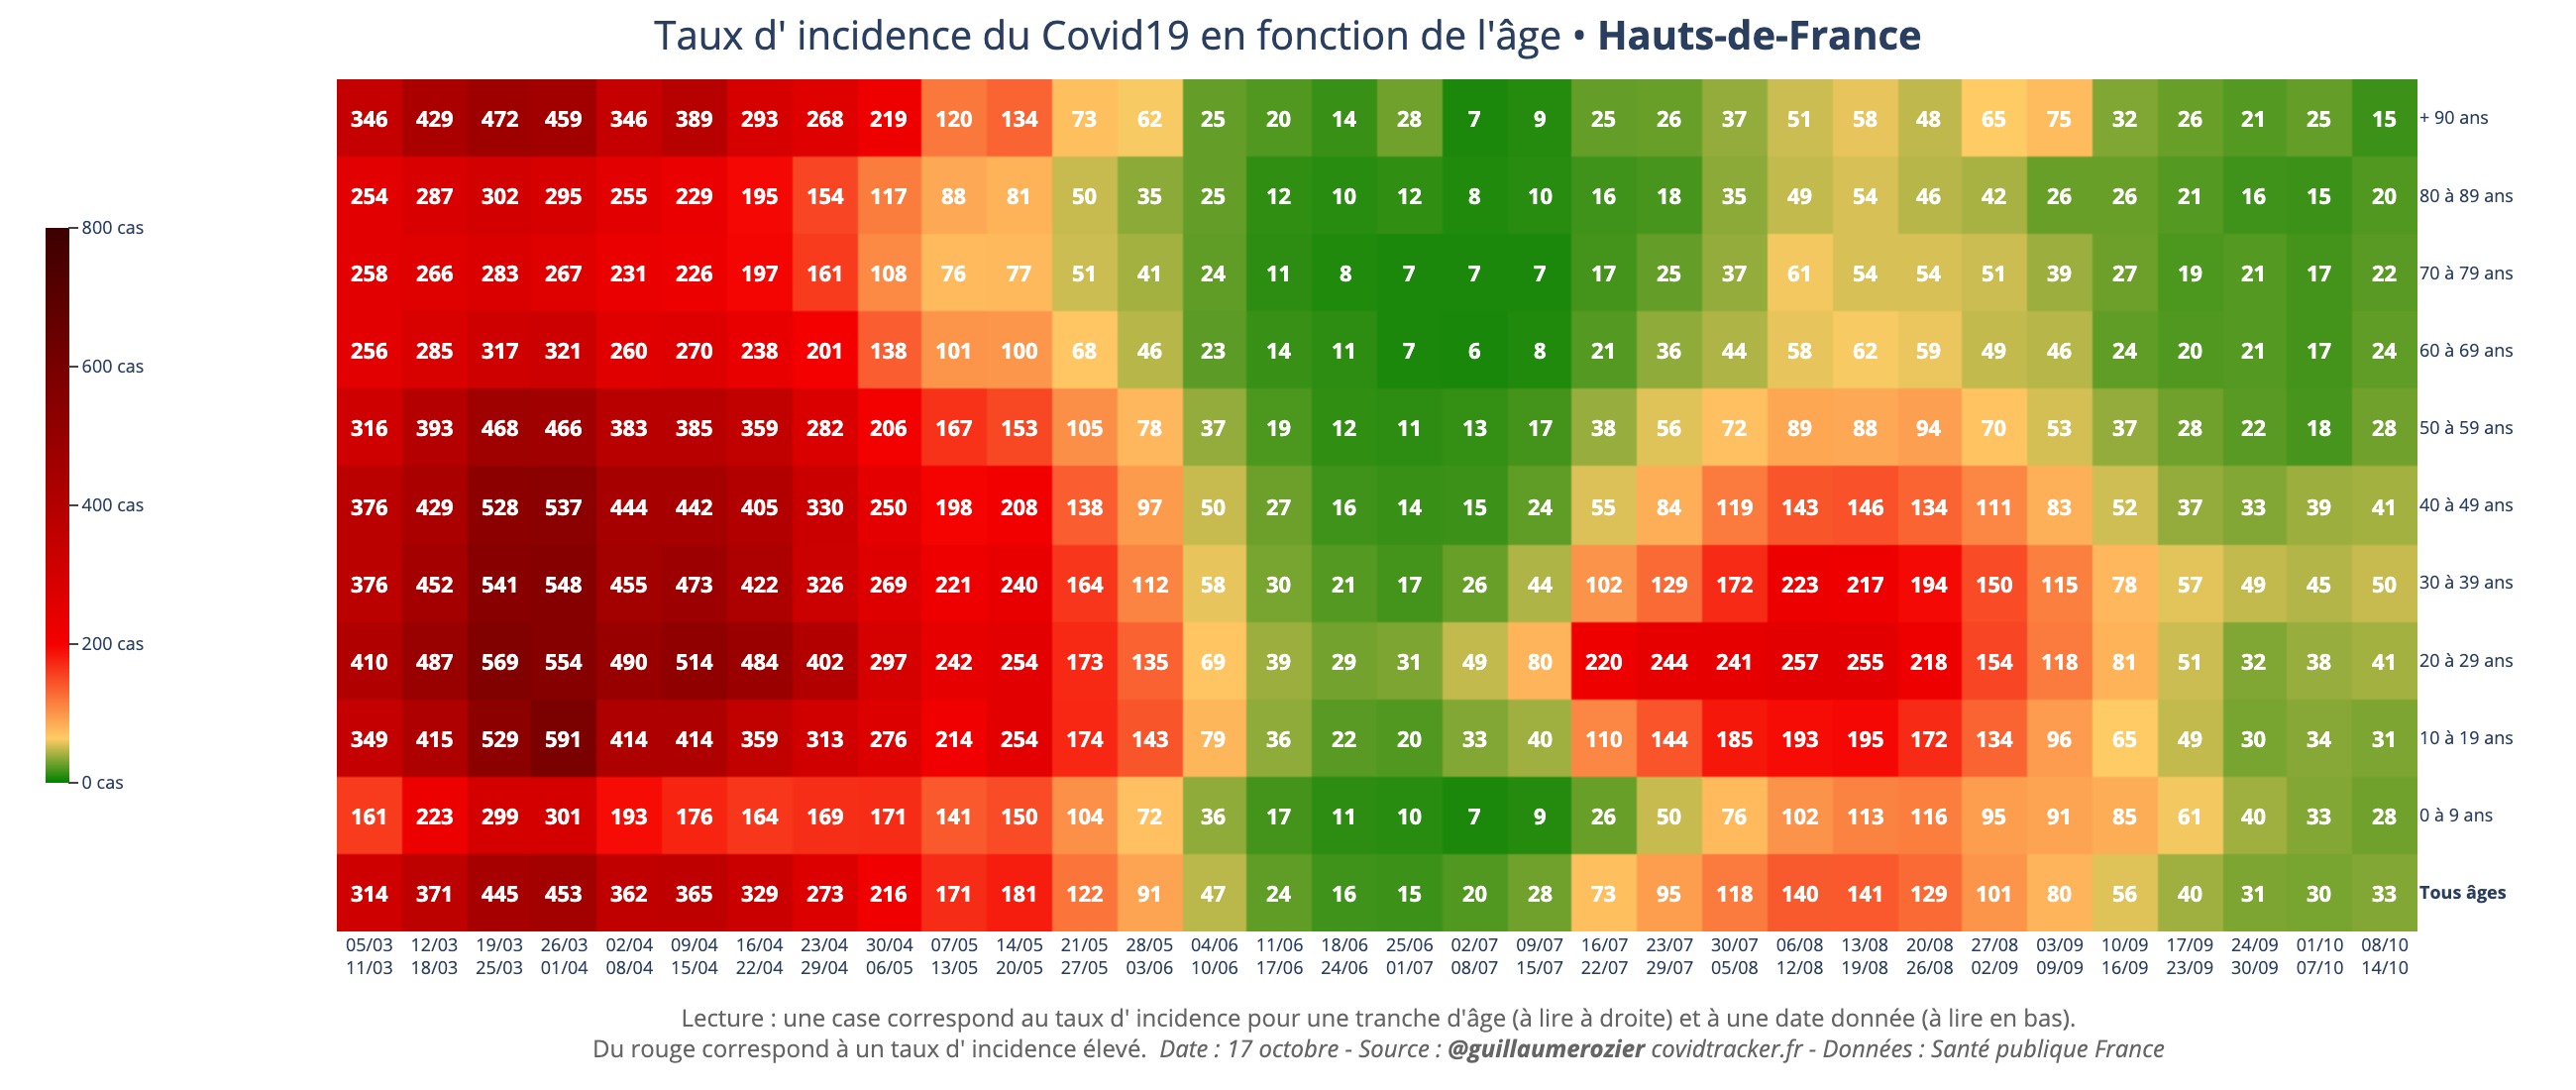 Taux d' incidence du Covid19 en fonction de l'âge • Hauts-de-France
800 cas
600 cas
400 cas
200 cas
0 cas
346 429 472 459 346 389 293 268 219 120 134 73 62 25 20 14 28 7 9 25 26 37 51 58 48 65 75 32 26 21 25 15 + 90 ans
254 287 302 295 255 229 195 154 117 88 81 50 35 25 12 10 12 8 10 16 18 35 49 54 46 42 26 26 21 16 15 20 80 à 89 ans
258 266 283 267 231 226 197 161 108 76 77 51 41 24 11 8 7 7 7 17 25 37 61 54 54 51 39 27 19 21 17 22 70 à 79 ans
256 285 317 321 260 270 238 201 138 101 100 68 46 23 14 11 7 6 8 21 36 44 58 62 59 49 46 24 20 21 17 24 60 à 69 ans
316 393 468 466 383 385 359 282 206 167 153 105 78 37 19 12 11 13 17 38 56 72 89 88 94 70 53 37 28 22 18 28 50 à 59 ans
376 429 528 537 444 442 405 330 250 198 208 138 97 50 27 16 14 15 24 55 84 119 143 146 134 111 83 52 37 33 39 41 40 à 49 ans
376 452 541 548 455 473 422 326 269 221 240 164 112 58 30 21 17 26 44 102 129 172 223 217 194 150 115 78 57 49 45 50 30 à 39 ans
410 487 569 554 490 514 484 402 297 242 254 173 135 69 39 29 31 49 80 220 244 241 257 255 218 154 118 81 51 32 38 41 20 à 29 ans
349 415 529 591 414 414 359 313 276 214 254 174 143 79 36 22 20 33 40 110 144 185 193 195 172 134 96 65 49 30 34 31 10 à 19 ans
161 223 299 301 193 176 164 169 171 141 150 104 72 36 17 11 10 7 9 26 50 76 102 113 116 95 91 85 61 40 33 28 0 à 9 ans
314 371 445 453 362 365 329 273 216 171 181 122 91 47 24 16 15 20 28 73 95 118 140 141 129 101 80 56 40 31 30 33 Tous âges
05/03 12/03 19/03 26/03 02/04 09/04 16/04 23/04 30/04 07/05 14/05 21/05 28/05 04/06 11/06 18/06 25/06 02/07 09/07 16/07 23/07 30/07 06/08 13/08 20/08 27/08 03/09 10/09 17/09 24/09 01/10 08/10
11/03 18/03 25/03 01/04 08/04 15/04 22/04 29/04 06/05 13/05 20/05 27/05 03/06 10/06 17/06 24/06 01/07 08/07 15/07 22/07 29/07 05/08 12/08 19/08 26/08 02/09 09/09 16/09 23/09 30/09 07/10 14/10
Lecture : une case correspond au taux d' incidence pour une tranche d'âge (à lire à droite) et à une date donnée (à lire en bas).
Du rouge correspond à un taux d' incidence élevé. Date : 17 octobre - Source : @guillaumerozier covidtracker.fr - Données : Santé publique France